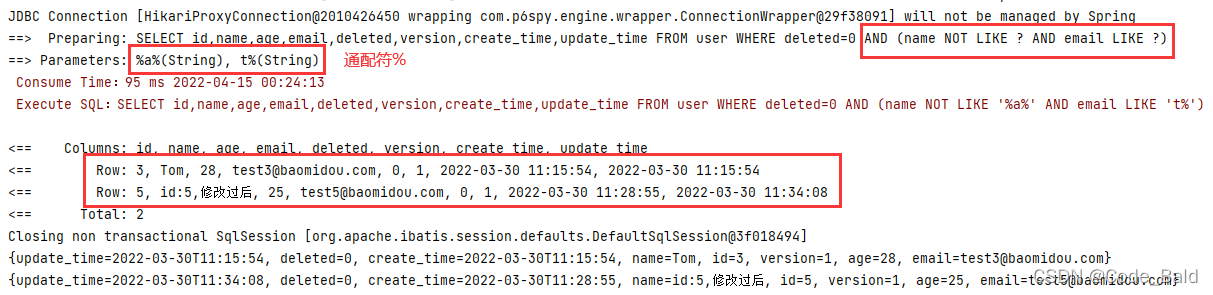 JDBC Connection [HikariProxyConnection@2010426450 wrapping com.p6spy.engine.wrapper.ConnectionWrapper@29f38091] will not be managed by Spring
==>  Preparing: SELECT id,name,age,email,deleted,version,create_time,update_time FROM user WHERE deleted=0 AND (name NOT LIKE ? AND email LIKE ?)
==> Parameters: %a%(String), t%(String) 通配符%
Consume Time：95 ms 2022-04-15 00:24:13
Execute SQL：SELECT id,name,age,email,deleted,version,create_time,update_time FROM user WHERE deleted=0 AND (name NOT LIKE '%a%' AND email LIKE 't%')
<==    Columns: id, name, age, email, deleted, version, create_time, update_time
<==        Row: 3, Tom, 28, test3@baomidou.com, 0, 1, 2022-03-30 11:15:54, 2022-03-30 11:15:54
<==        Row: 5, id:5,修改过后, 25, test5@baomidou.com, 0, 1, 2022-03-30 11:28:55, 2022-03-30 11:34:08
<==      Total: 2
Closing non transactional SqlSession [org.apache.ibatis.session.defaults.DefaultSqlSession@3f018494]
{update_time=2022-03-30T11:15:54, deleted=0, create_time=2022-03-30T11:15:54, name=Tom, id=3, version=1, age=28, email=test3@baomidou.com}
{update_time=2022-03-30T11:34:08, deleted=0, create_time=2022-03-30T11:28:55, name=id:5,修改过后, id=5, version=1, age=25, email=test5@baomidou.com}
CSDN @Code_Bald